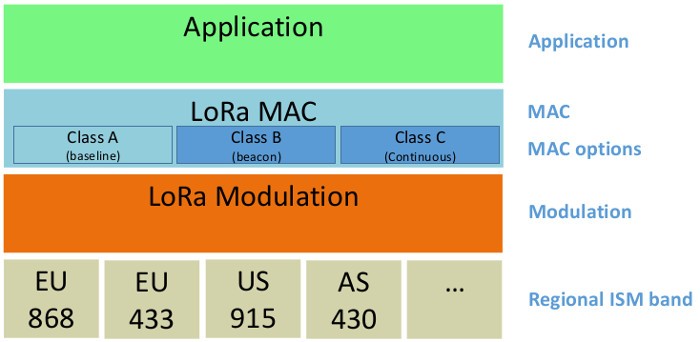 Application
Application
LoRa MAC
MAC
Class A
(baseline)
Class B
(beacon)
Class C
(Continuous)
MAC options
LoRa Modulation
Modulation
EU
868
EU
433
US
915
AS
430
...
Regional ISM band